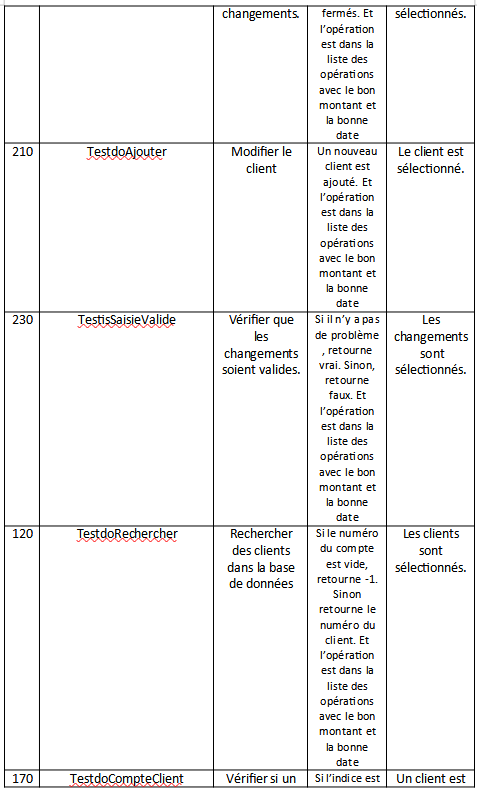 changements.
fermés. Et
l’opération
est dans la
liste des
opérations
avec le bon
montant et
la bonne
date
sélectionnés.
210
TestdoAjouter
Modifier le
client
Un nouveau
client est
ajouté. Et
l’opération
est dans la
liste des
opérations
avec le bon
montant et
la bonne
date
Le client est
sélectionné.
230
TestisSaisieValide
Vérifier que
les
changements
soient valides.
Si il n’y a pas
de problème
, retourne
vrai. Sinon,
retourne
faux. Et
l’opération
est dans la
liste des
opérations
avec le bon
montant et
la bonne
date
Les
changements
sont
sélectionnés.
120
TestdoRechercher
Rechercher
des clients
dans la base
de données
Si le numéro
du compte
est vide,
retourne -1.
Sinon
retourne le
numéro du
client. Et
l’opération
est dans la
liste des
opérations
avec le bon
montant et
la bonne
date
Les clients
sont
sélectionnés.
170
TestdoCompteClient
Vérifier si un
Si l’indice est
Un client est